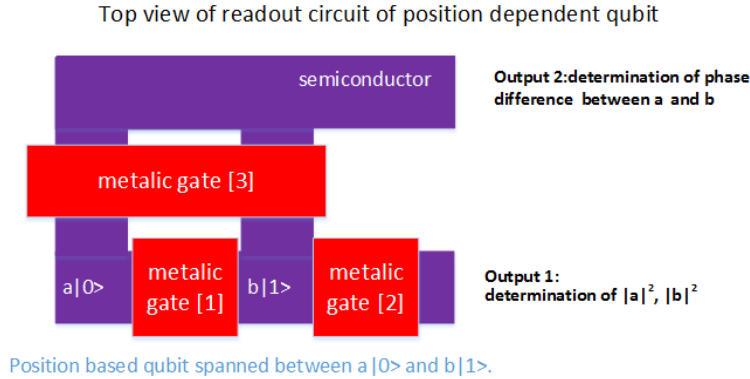 Top view of readout circuit of position dependent qubit
semiconductor
Output 2:determination of phase
difference between a and b
metalic gate [3]
a|0>
metalic
gate [1]
b|1>
metalic
gate [2]
Output 1:
determination of |a|², |b|²
Position based qubit spanned between a|0> and b|1>.